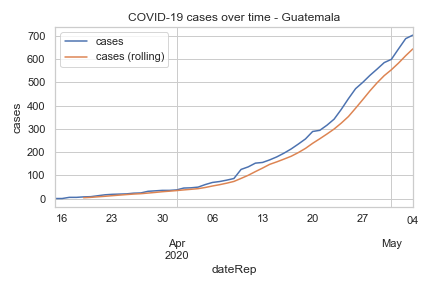 COVID-19 cases over time - Guatemala
cases
cases (rolling)
700
600
500
400
300
200
100
0
cases
16 23 30 06 13 20 27 04
Apr May
2020
dateRep